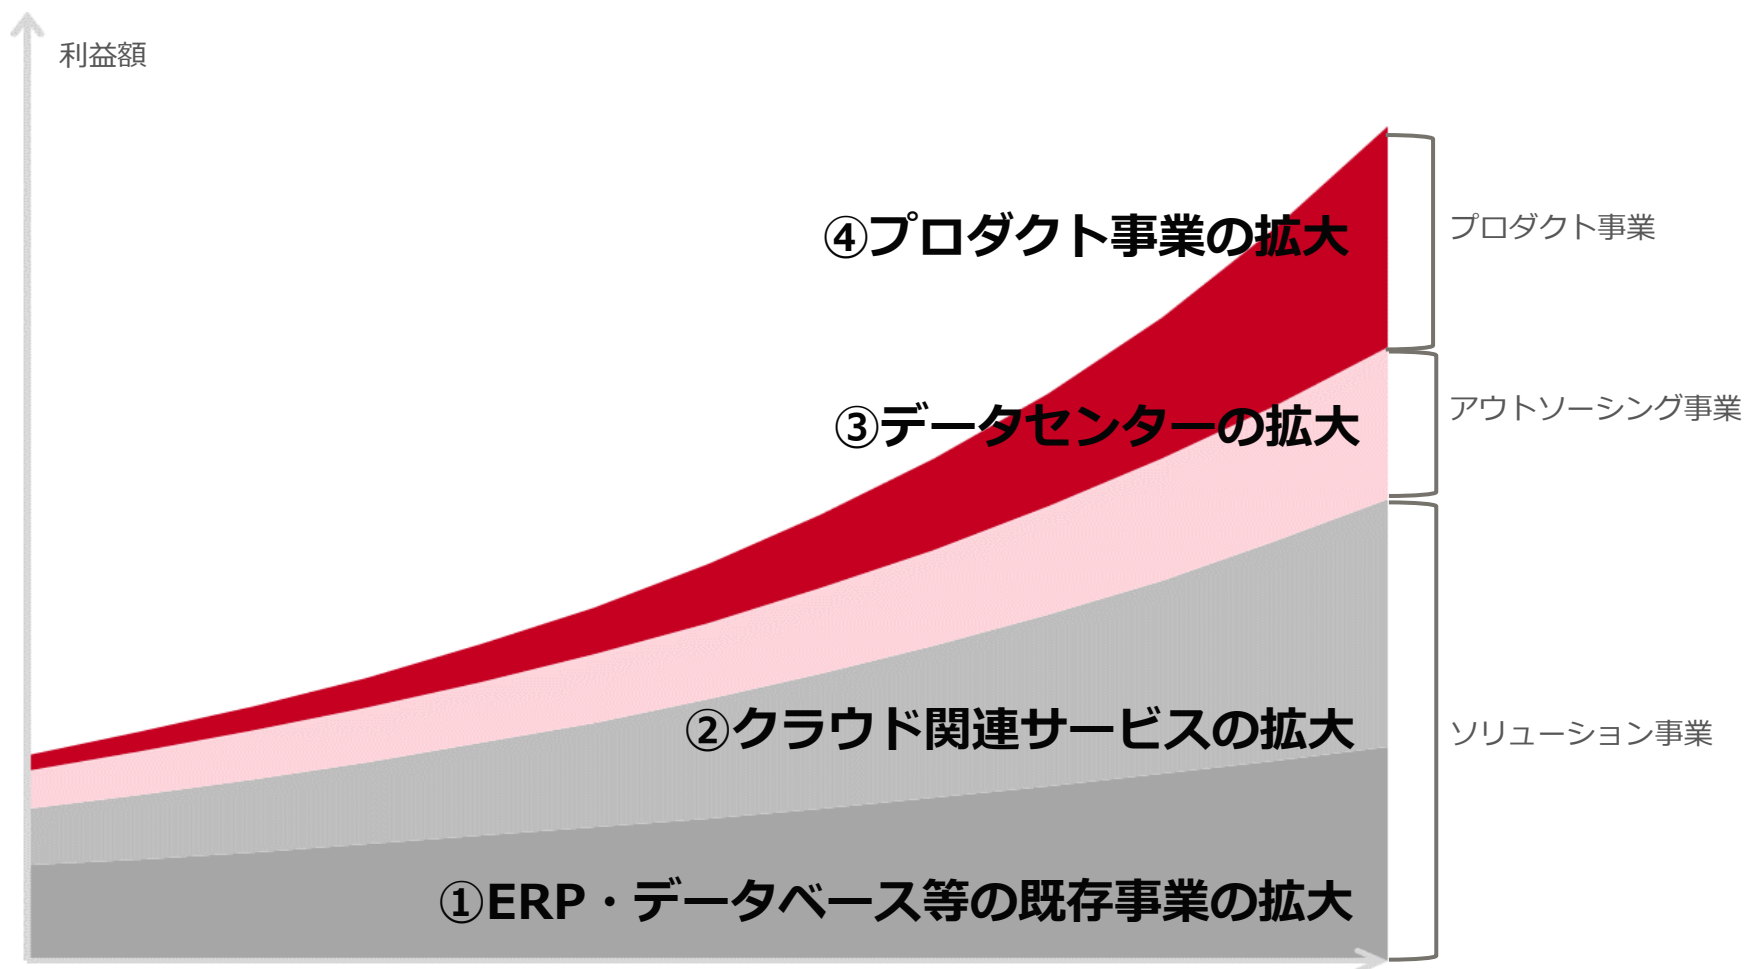 利益額
④プロダクト事業の拡大
プロダクト事業
③データセンターの拡大
アウトソーシング事業
②クラウド関連サービスの拡大
ソリューション事業
①ERP・データベース等の既存事業の拡大